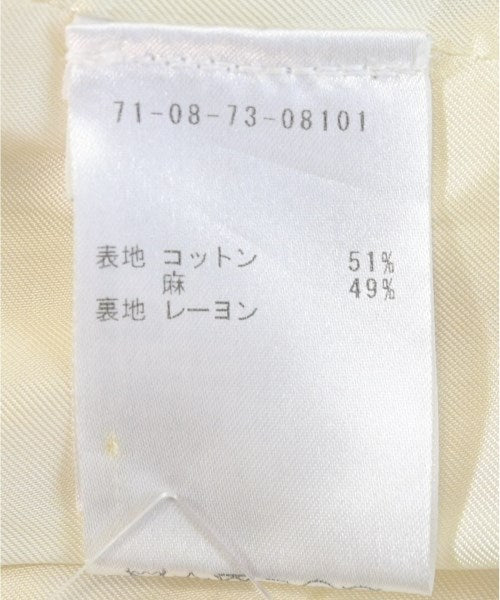 71-08-73-08101
表地 コットン 51%
麻 49%
裏地 レーヨン